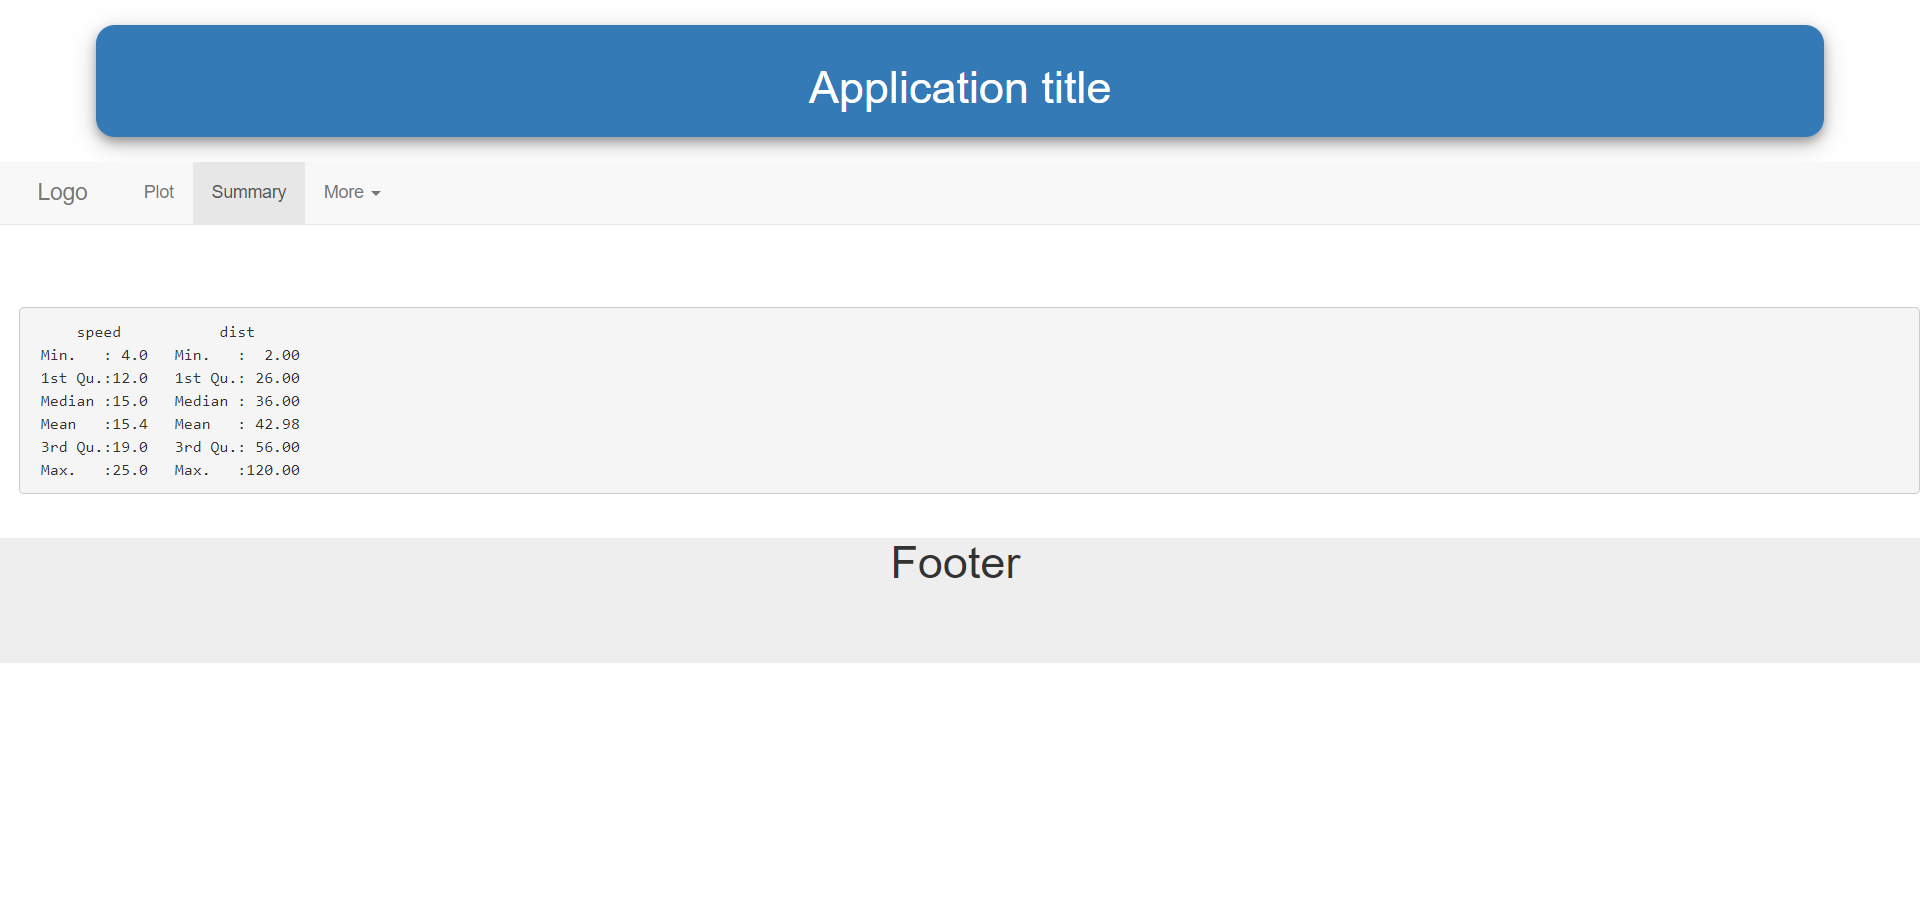 Application title
Logo Plot Summary More
speed dist
Min. : 4.0 Min. : 2.00
1st Qu.:12.0 1st Qu.: 26.00
Median :15.0 Median : 36.00
Mean :15.4 Mean : 42.98
3rd Qu.:19.0 3rd Qu.: 56.00
Max. :25.0 Max. :120.00
Footer